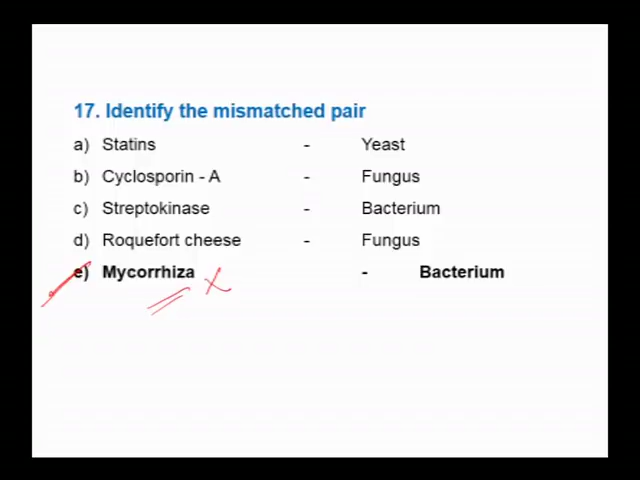 17. Identify the mismatched pair
a) Statins - Yeast
b) Cyclosporin - A - Fungus
c) Streptokinase - Bacterium
d) Roquefort cheese - Fungus
e) Mycorrhiza - Bacterium